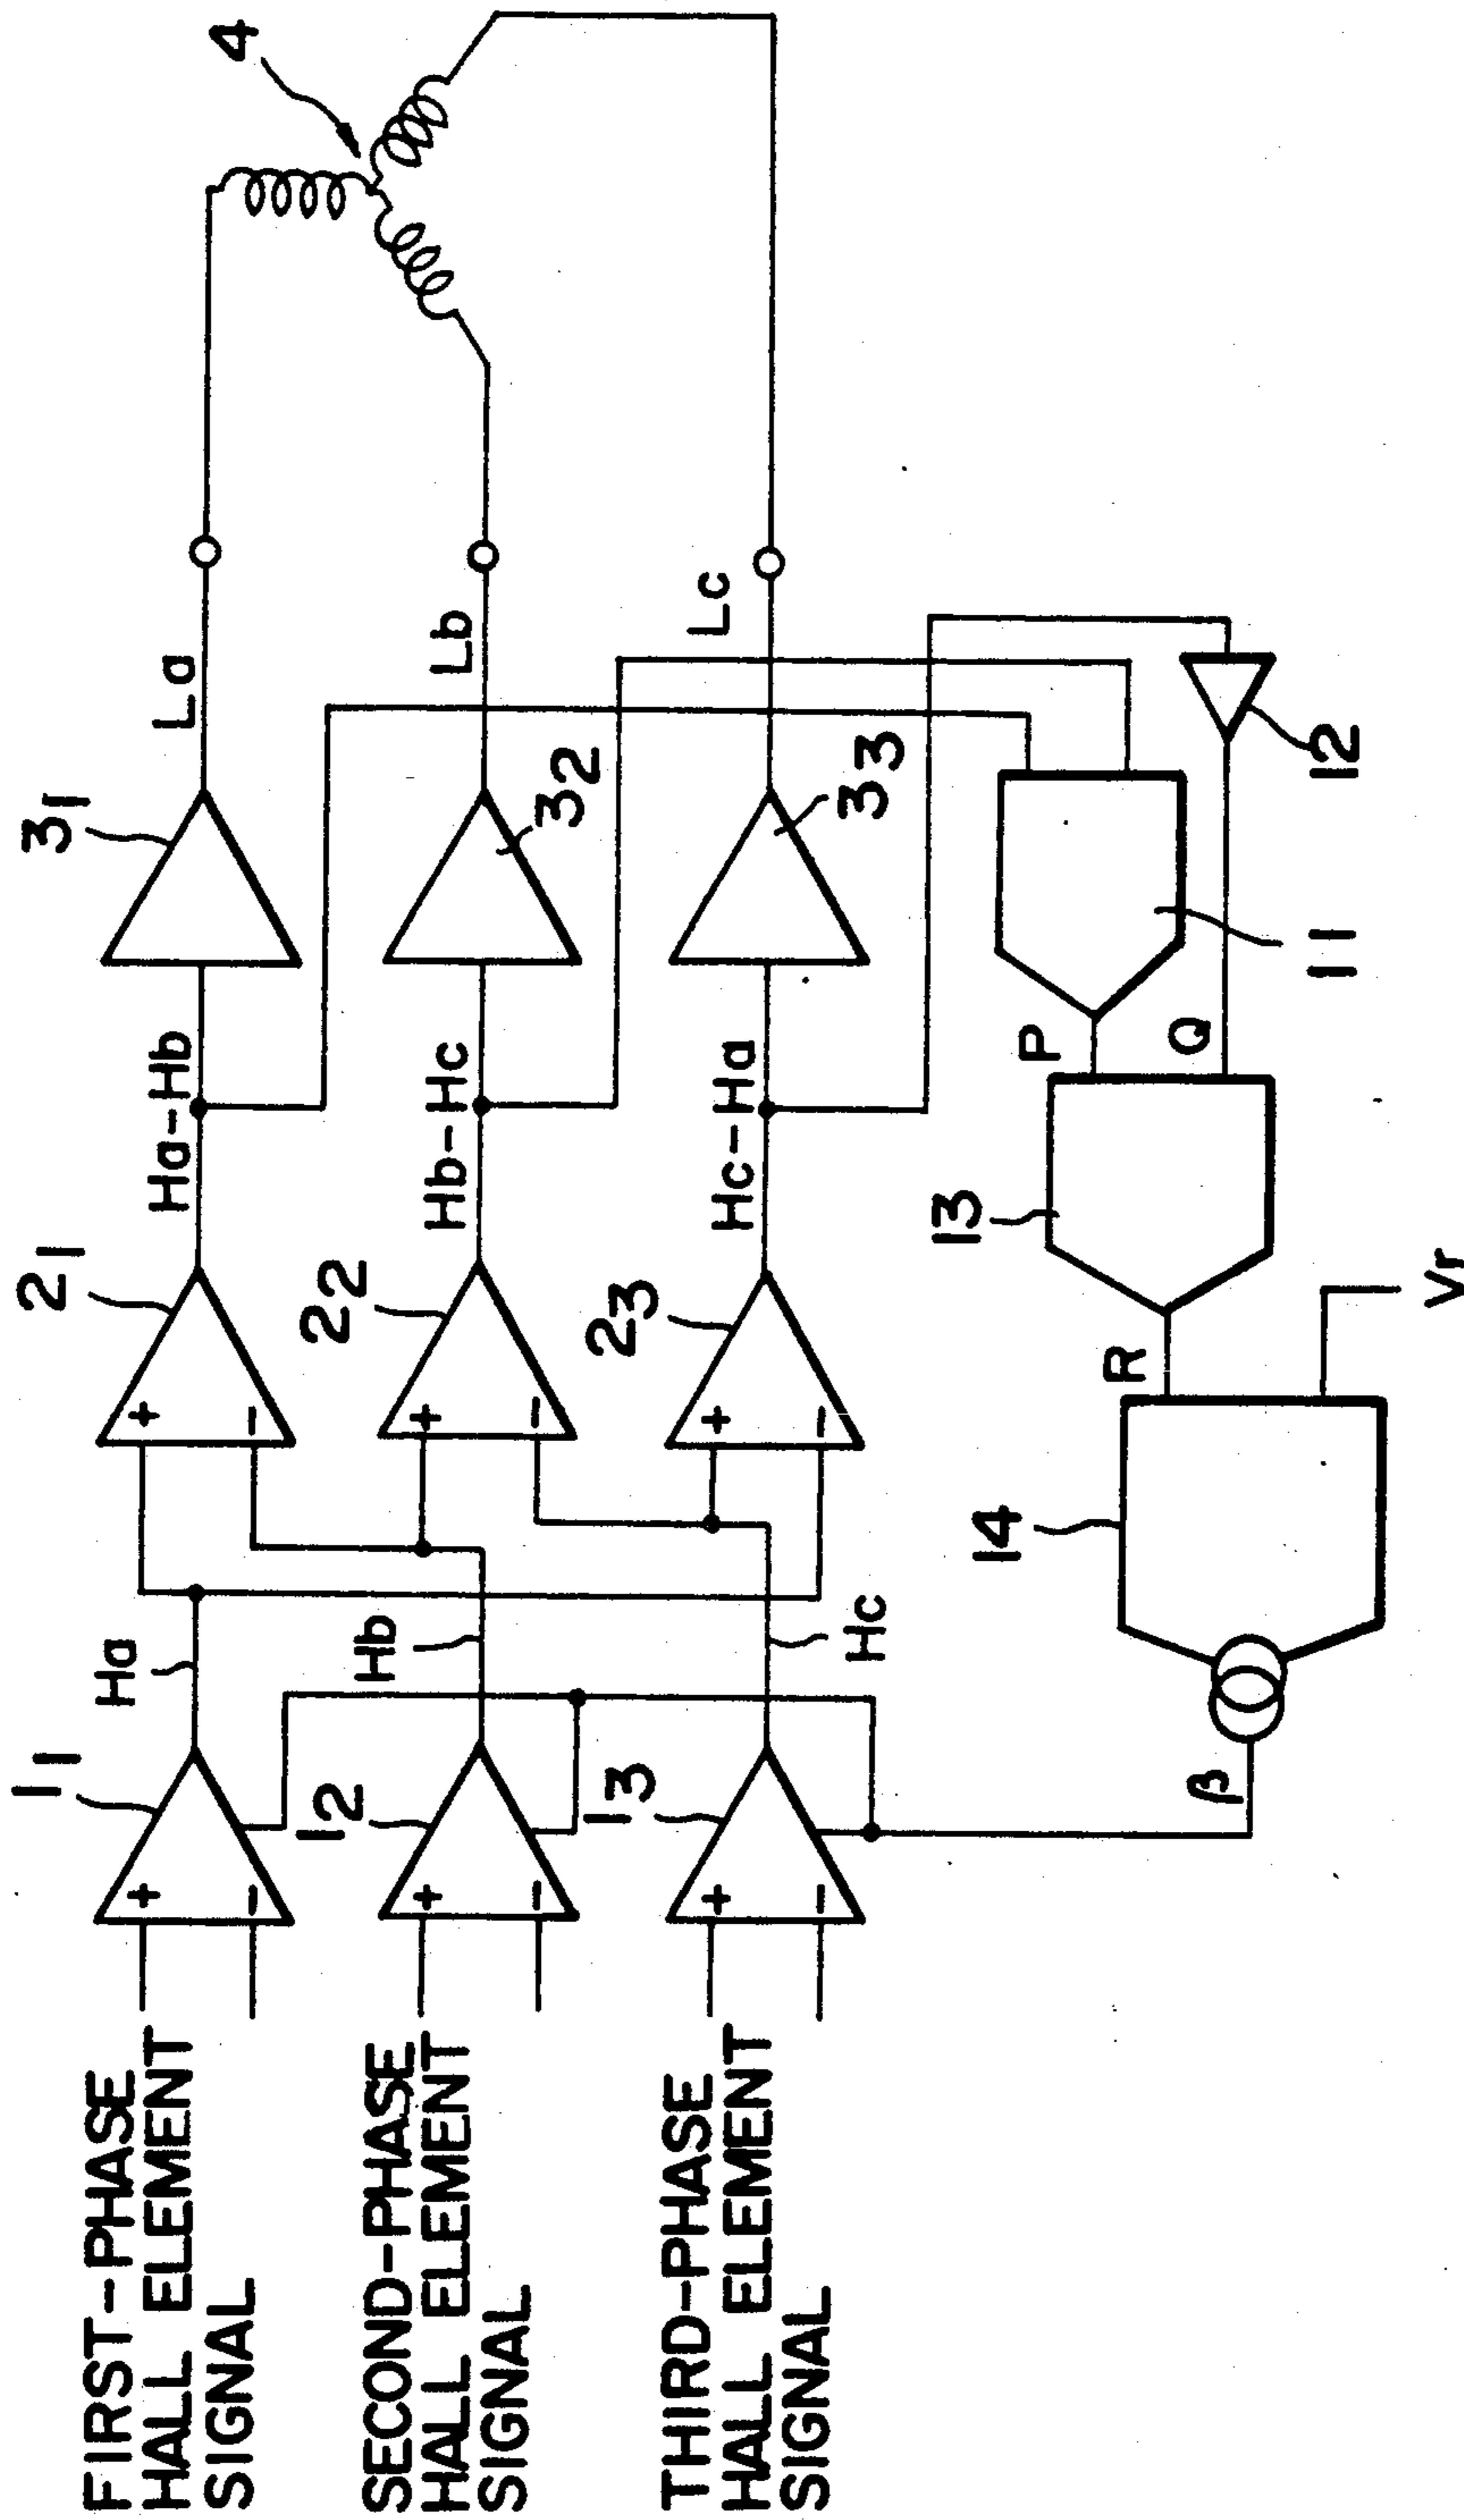 FIRST-PHASE
HALL ELEMENT
SIGNAL
SECOND-PHASE
HALL ELEMENT
SIGNAL
THIRD-PHASE
HALL ELEMENT
SIGNAL
+
-
11
Ha
+
-
21
Ha-Hb
31
La
4
+
-
12
Hb
+
-
22
Hb-Hc
32
Lb
+
-
13
Hc
+
-
23
Hc-Ha
33
Lc
β
14
R
Vr
13
P
Q
11
12